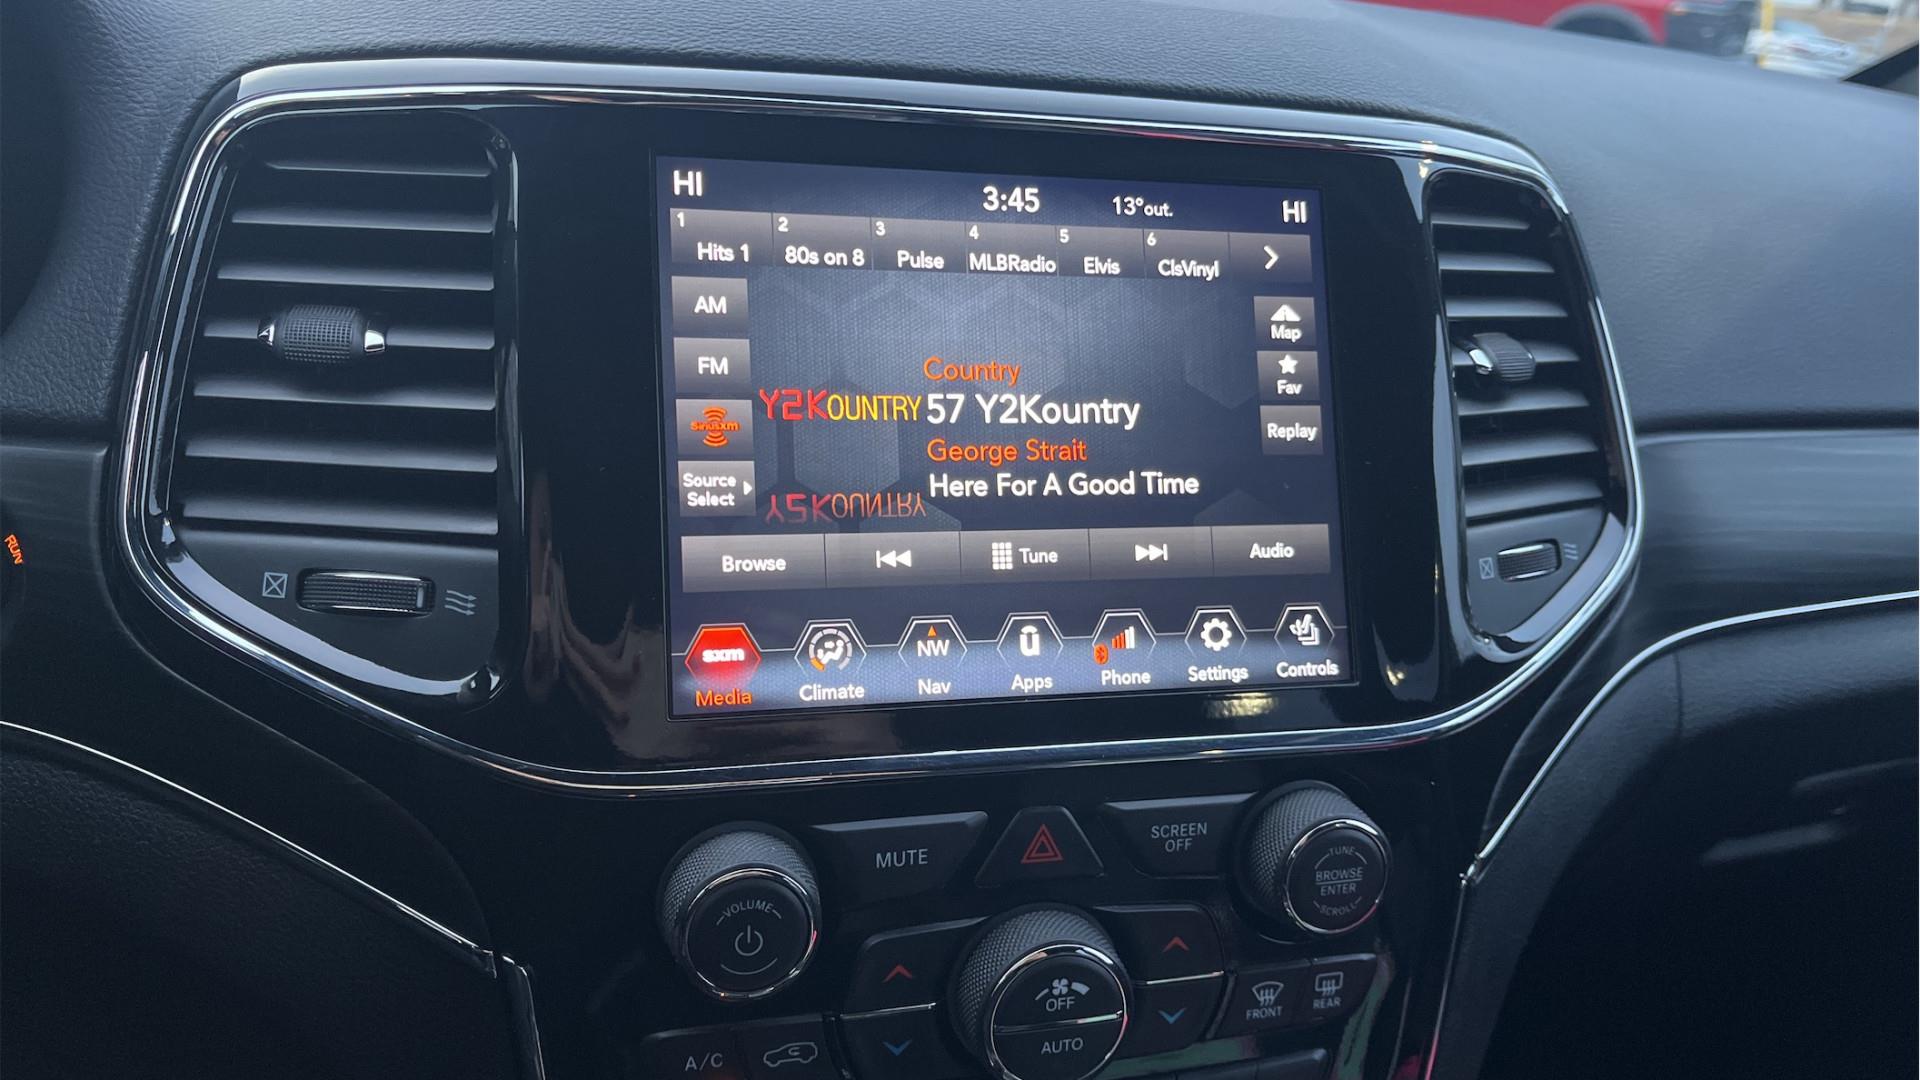 HI
3:45
13° out.
HI
1
Hits 1
2
80s on 8
3
Pulse
4
MLBRadio
5
Elvis
6
ClsVinyl
AM
FM
SiriusXM
Source
Select
Map
Fav
Replay
Country
Y2KOUNTRY
57 Y2Kountry
George Strait
Here For A Good Time
Y2KOUNTRY
Browse
Tune
Audio
sxm
Media
Climate
NW
Nav
Apps
Phone
Settings
Controls
RUN
MUTE
SCREEN
OFF
VOLUME
TUNE
BROWSE
ENTER
SCROLL
OFF
AUTO
FRONT
REAR
A/C